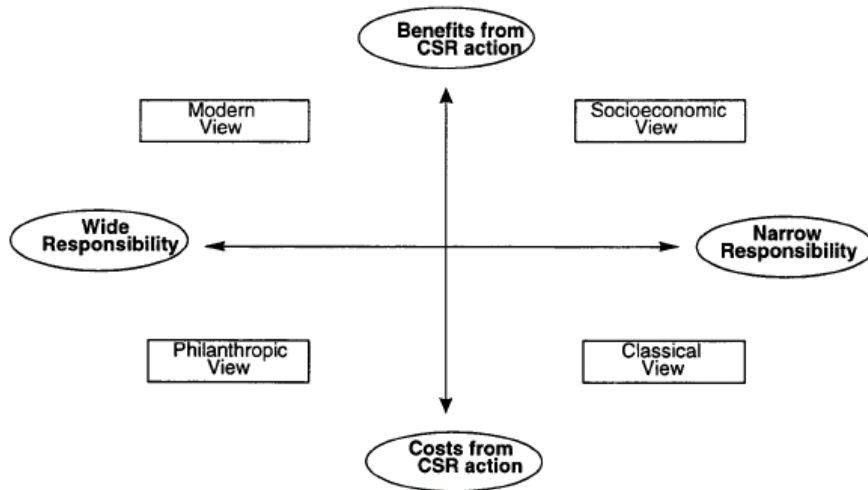 Benefits from
CSR action
Modern
View
Socioeconomic
View
Wide
Responsibility
Narrow
Responsibility
Philanthropic
View
Classical
View
Costs from
CSR action